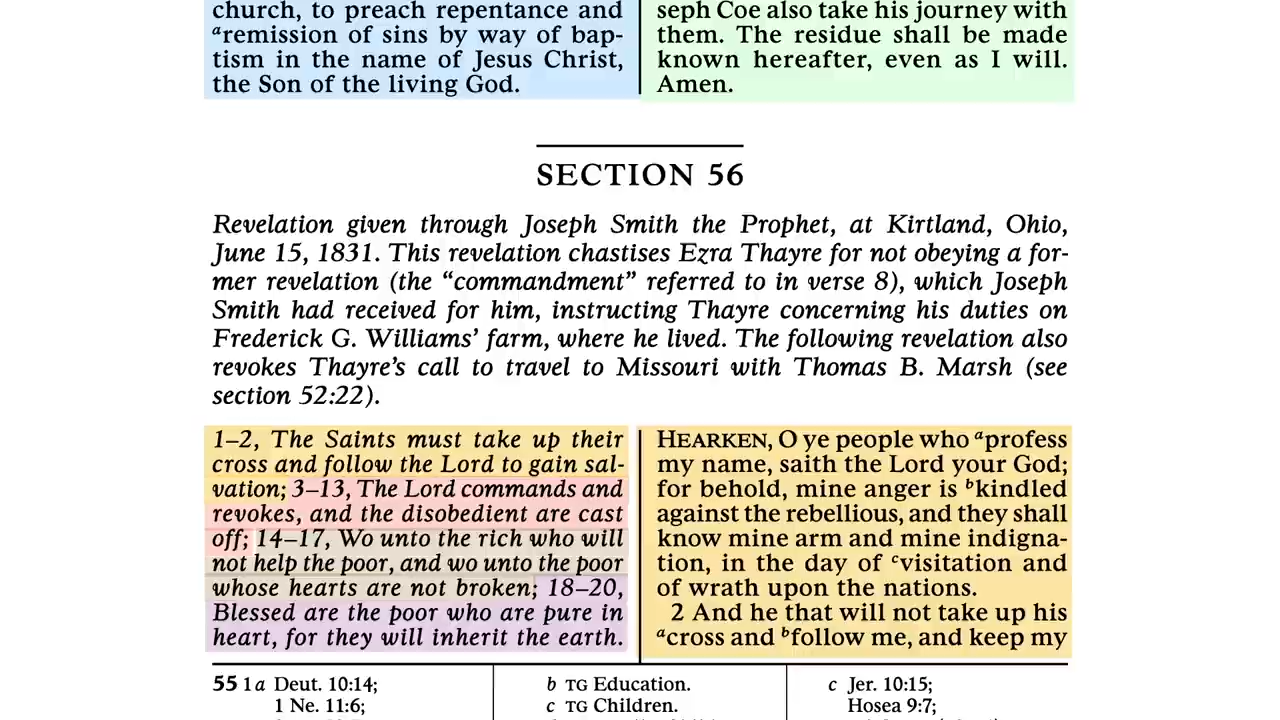 church, to preach repentance and
aremission of sins by way of bap-
tism in the name of Jesus Christ,
the Son of the living God.
seph Coe also take his journey with
them. The residue shall be made
known hereafter, even as I will.
Amen.
SECTION 56
Revelation given through Joseph Smith the Prophet, at Kirtland, Ohio,
June 15, 1831. This revelation chastises Ezra Thayre for not obeying a for-
mer revelation (the “commandment” referred to in verse 8), which Joseph
Smith had received for him, instructing Thayre concerning his duties on
Frederick G. Williams’ farm, where he lived. The following revelation also
revokes Thayre’s call to travel to Missouri with Thomas B. Marsh (see
section 52:22).
1–2, The Saints must take up their
cross and follow the Lord to gain sal-
vation; 3–13, The Lord commands and
revokes, and the disobedient are cast
off; 14–17, Wo unto the rich who will
not help the poor, and wo unto the poor
whose hearts are not broken; 18–20,
Blessed are the poor who are pure in
heart, for they will inherit the earth.
HEARKEN, O ye people who aprofess
my name, saith the Lord your God;
for behold, mine anger is bkindled
against the rebellious, and they shall
know mine arm and mine indigna-
tion, in the day of cvisitation and
of wrath upon the nations.
2 And he that will not take up his
across and bfollow me, and keep my
55 1 a Deut. 10:14;
1 Ne. 11:6;
b TG Education.
c TG Children.
c Jer. 10:15;
Hosea 9:7;